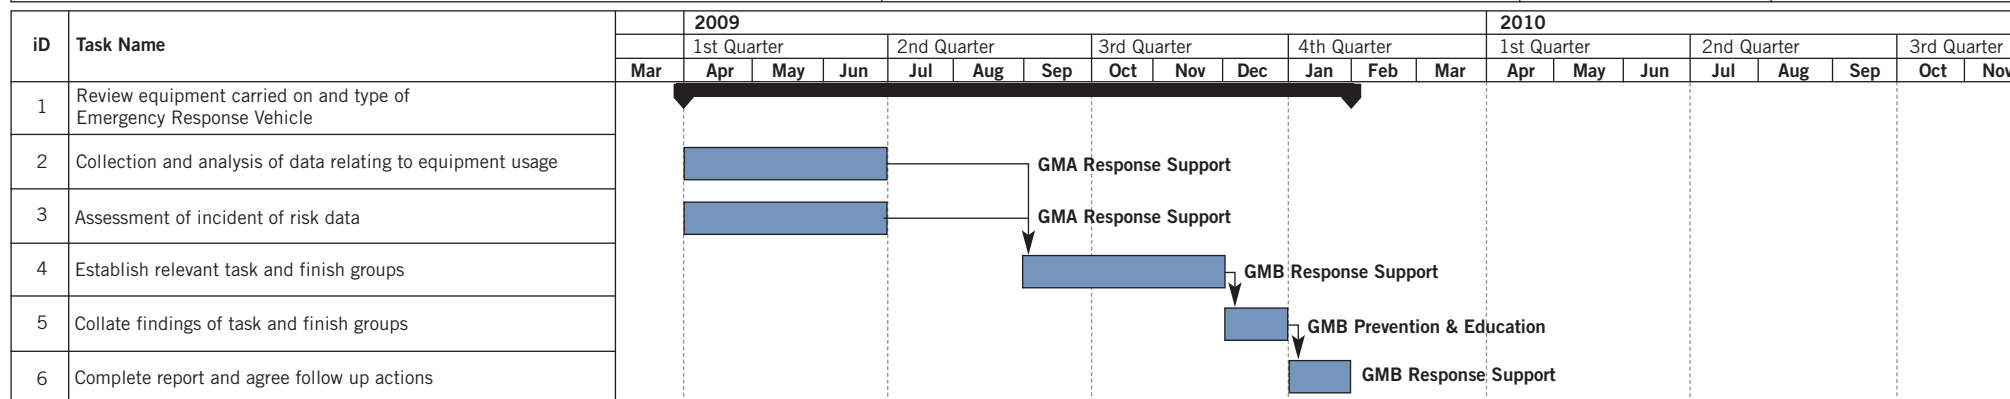 2009 2010
iD Task Name 1st Quarter 2nd Quarter 3rd Quarter 4th Quarter 1st Quarter 2nd Quarter 3rd Quarter
Mar Apr May Jun Jul Aug Sep Oct Nov Dec Jan Feb Mar Apr May Jun Jul Aug Sep Oct Nov
1 Review equipment carried on and type of
Emergency Response Vehicle
2 Collection and analysis of data relating to equipment usage GMA Response Support
3 Assessment of incident of risk data GMA Response Support
4 Establish relevant task and finish groups GMB Response Support
5 Collate findings of task and finish groups GMB Prevention & Education
6 Complete report and agree follow up actions GMB Response Support